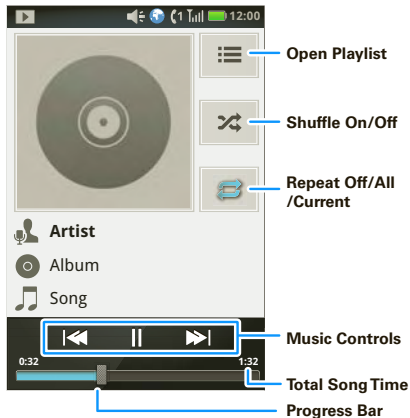 12:00
Open Playlist
Shuffle On/Off
Repeat Off/All
/Current
Artist
Album
Song
Music Controls
0:32
1:32
Total Song Time
Progress Bar